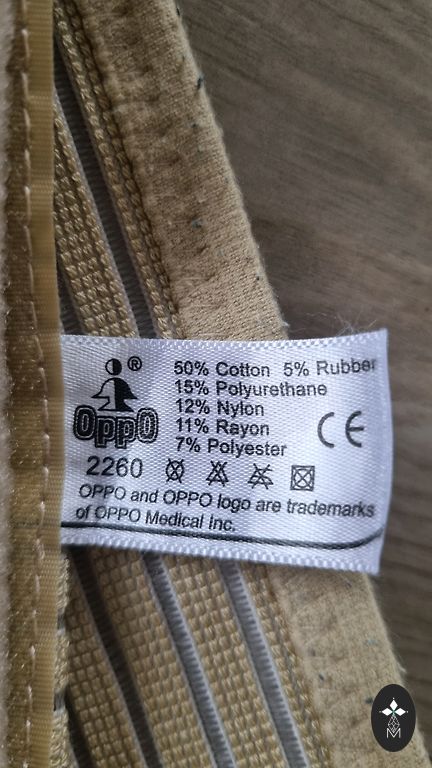 ®
OppO
50% Cotton 5% Rubber
15% Polyurethane
12% Nylon
11% Rayon
7% Polyester
CE
2260
OPPO and OPPO logo are trademarks
of OPPO Medical Inc.
M